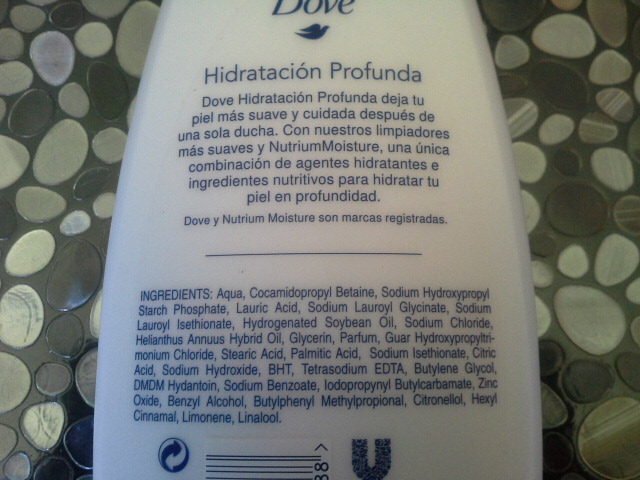 Dove
Hidratación Profunda
Dove Hidratación Profunda deja tu
piel más suave y cuidada después de
una sola ducha. Con nuestros limpiadores
más suaves y NutriumMoisture, una única
combinación de agentes hidratantes e
ingredientes nutritivos para hidratar tu
piel en profundidad.
Dove y Nutrium Moisture son marcas registradas.
INGREDIENTS: Aqua, Cocamidopropyl Betaine, Sodium Hydroxypropyl
Starch Phosphate, Lauric Acid, Sodium Lauroyl Glycinate, Sodium
Lauroyl Isethionate, Hydrogenated Soybean Oil, Sodium Chloride,
Helianthus Annuus Hybrid Oil, Glycerin, Parfum, Guar Hydroxypropyltri-
monium Chloride, Stearic Acid, Palmitic Acid, Sodium Isethionate, Citric
Acid, Sodium Hydroxide, BHT, Tetrasodium EDTA, Butylene Glycol,
DMDM Hydantoin, Sodium Benzoate, Iodopropynyl Butylcarbamate, Zinc
Oxide, Benzyl Alcohol, Butylphenyl Methylpropional, Citronellol, Hexyl
Cinnamal, Limonene, Linalool.